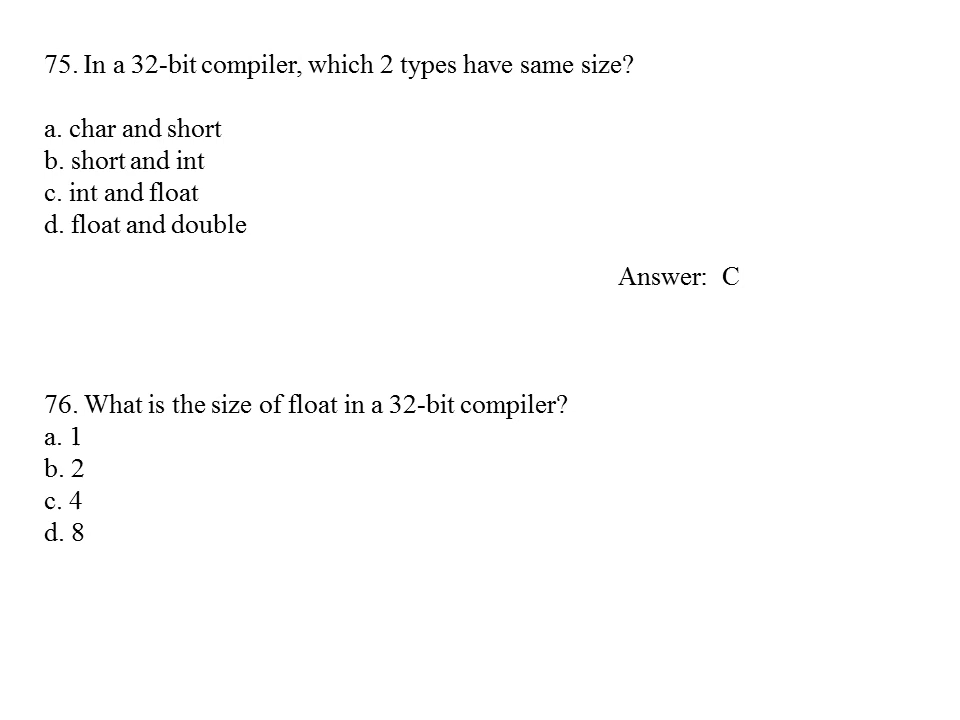 75. In a 32-bit compiler, which 2 types have same size?
a. char and short
b. short and int
c. int and float
d. float and double
Answer: C
76. What is the size of float in a 32-bit compiler?
a. 1
b. 2
c. 4
d. 8